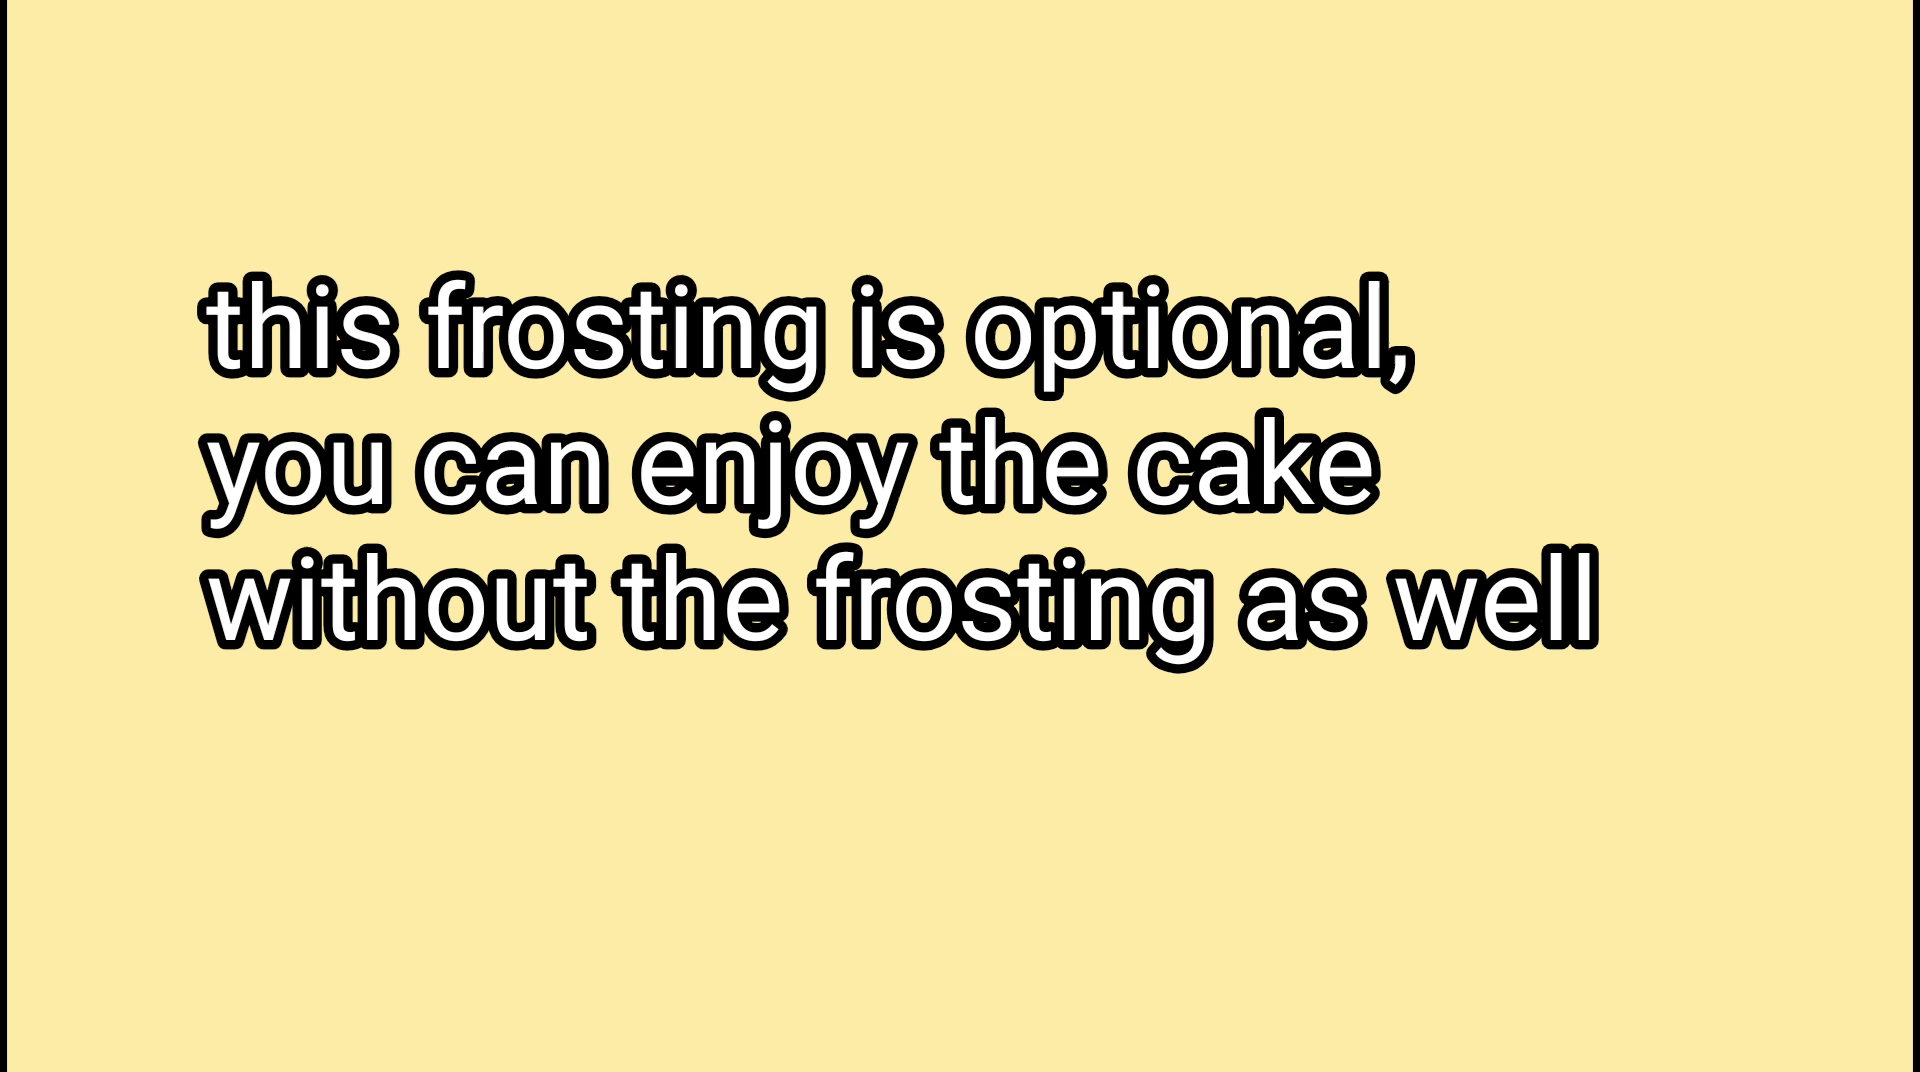 this frosting is optional,
you can enjoy the cake
without the frosting as well